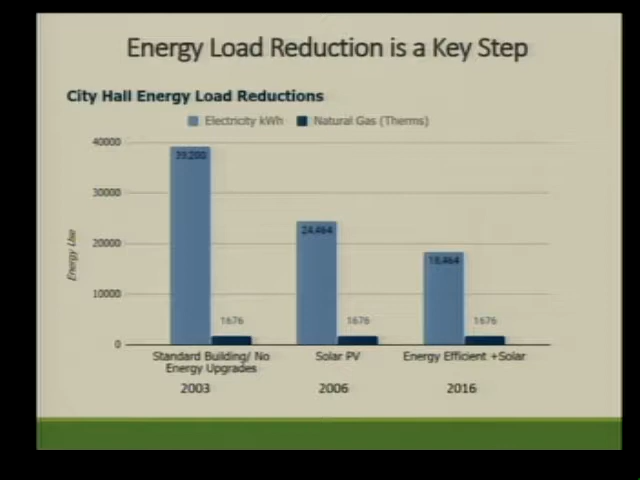 Energy Load Reduction is a Key Step
City Hall Energy Load Reductions
Electricity kWh Natural Gas (Therms)
40000
30000
20000
10000
0
Energy Use
39,200
1676
24,464
1676
18,464
1676
Standard Building/ No
Energy Upgrades
Solar PV
Energy Efficient +Solar
2003
2006
2016